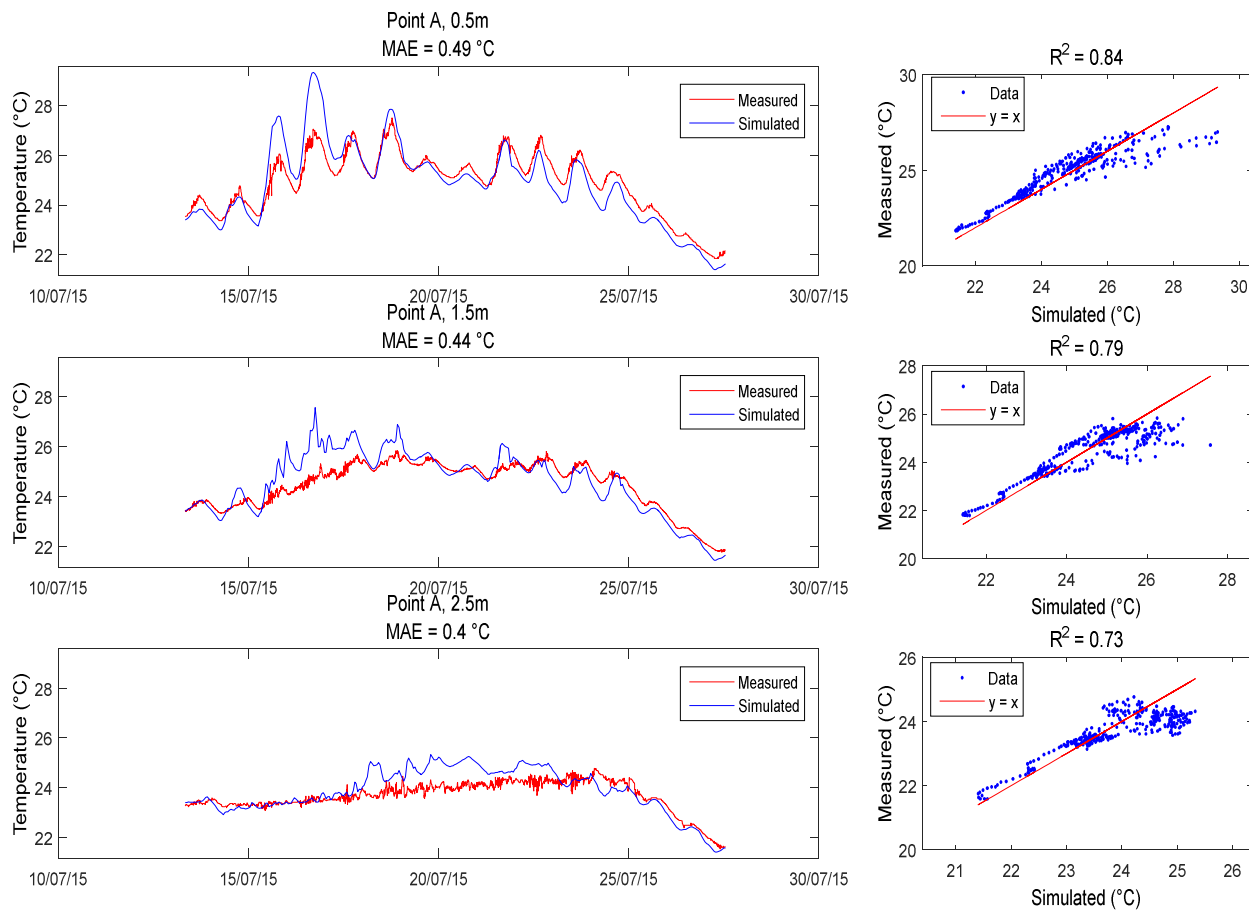 Point A, 0.5m
MAE = 0.49 °C
Temperature (°C)
28
26
24
22
Measured
Simulated
10/07/15 15/07/15 20/07/15 25/07/15 30/07/15
R2 = 0.84
Measured (°C)
30
25
20
Data
y = x
22 24 26 28 30
Simulated (°C)
Point A, 1.5m
MAE = 0.44 °C
Temperature (°C)
28
26
24
22
Measured
Simulated
10/07/15 15/07/15 20/07/15 25/07/15 30/07/15
R2 = 0.79
Measured (°C)
28
26
24
22
20
Data
y = x
22 24 26 28
Simulated (°C)
Point A, 2.5m
MAE = 0.4 °C
Temperature (°C)
28
26
24
22
Measured
Simulated
10/07/15 15/07/15 20/07/15 25/07/15 30/07/15
R2 = 0.73
Measured (°C)
26
24
22
20
Data
y = x
21 22 23 24 25 26
Simulated (°C)